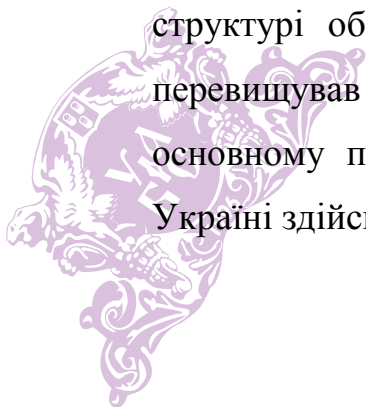 структурі об
перевищував
основному п
Україні здійс